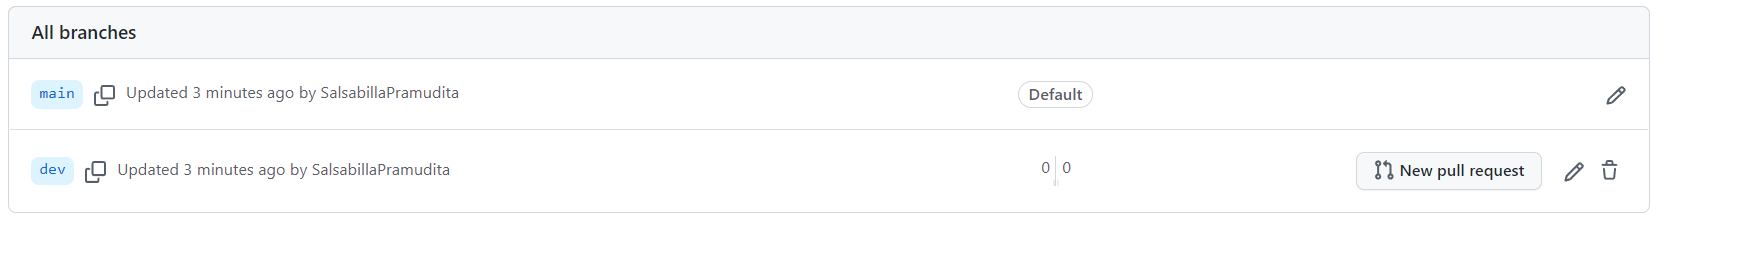 All branches
main Updated 3 minutes ago by SalsabillaPramudita Default
dev Updated 3 minutes ago by SalsabillaPramudita 0 0 New pull request